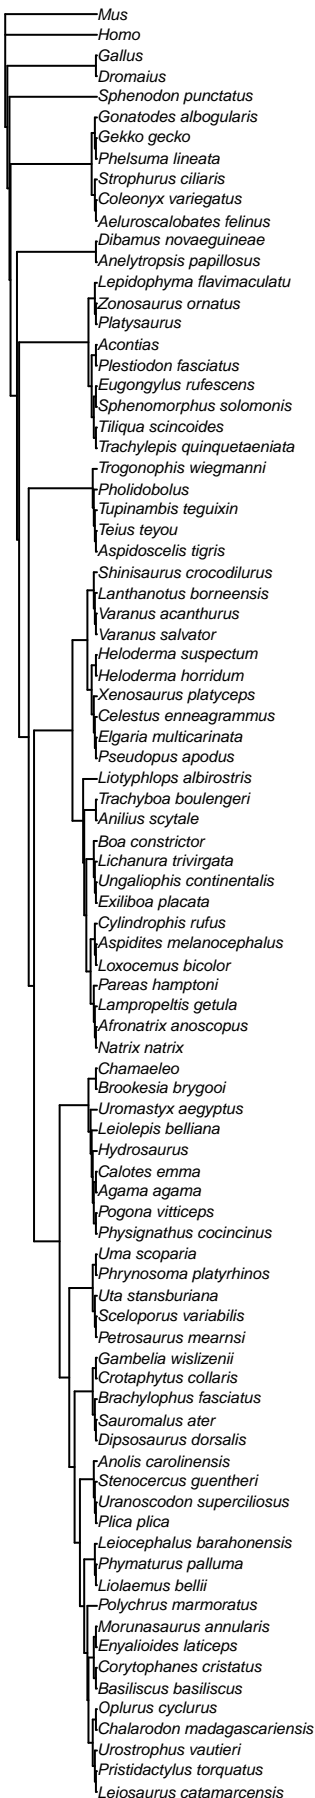 Mus
Homo
Gallus
Dromaius
Sphenodon punctatus
Gonatodes albogularis
Gekko gecko
Phelsuma lineata
Strophurus ciliaris
Coleonyx variegatus
Aeluroscalobates felinus
Dibamus novaeguineae
Anelytropsis papillosus
Lepidophyma flavimaculatu
Zonosaurus ornatus
Platysaurus
Acontias
Plestiodon fasciatus
Eugongylus rufescens
Sphenomorphus solomonis
Tiliqua scincoides
Trachylepis quinquetaeniata
Trogonophis wiegmanni
Pholidobolus
Tupinambis teguixin
Teius teyou
Aspidoscelis tigris
Shinisaurus crocodilurus
Lanthanotus borneensis
Varanus acanthurus
Varanus salvator
Heloderma suspectum
Heloderma horridum
Xenosaurus platyceps
Celestus enneagrammus
Elgaria multicarinata
Pseudopus apodus
Liotyphlops albirostris
Trachyboa boulengeri
Anilius scytale
Boa constrictor
Lichanura trivirgata
Ungaliophis continentalis
Exiliboa placata
Cylindrophis rufus
Aspidites melanocephalus
Loxocemus bicolor
Pareas hamptoni
Lampropeltis getula
Afronatrix anoscopus
Natrix natrix
Chamaeleo
Brookesia brygooi
Uromastyx aegyptus
Leiolepis belliana
Hydrosaurus
Calotes emma
Agama agama
Pogona vitticeps
Physignathus cocincinus
Uma scoparia
Phrynosoma platyrhinos
Uta stansburiana
Sceloporus variabilis
Petrosaurus mearnsi
Gambelia wislizenii
Crotaphytus collaris
Brachylophus fasciatus
Sauromalus ater
Dipsosaurus dorsalis
Anolis carolinensis
Stenocercus guentheri
Uranoscodon superciliosus
Plica plica
Leiocephalus barahonensis
Phymaturus palluma
Liolaemus bellii
Polychrus marmoratus
Morunasaurus annularis
Enyalioides laticeps
Corytophanes cristatus
Basiliscus basiliscus
Oplurus cyclurus
Chalarodon madagascariensis
Urostrophus vautieri
Pristidactylus torquatus
Leiosaurus catamarcensis